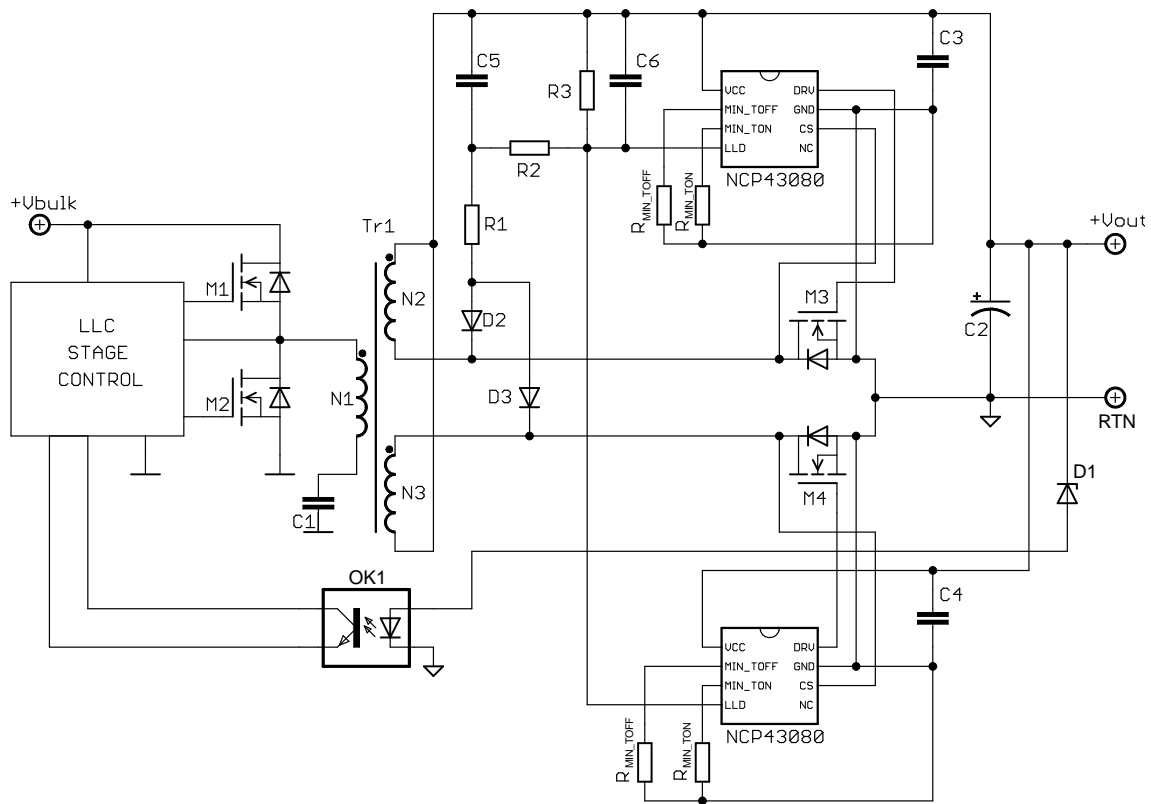 C5
R3
C6
C3
VCC
MIN_TOFF
MIN_TON
LLD
DRV
GND
CS
NC
NCP43080
R2
R1
RMIN_TOFF
RMIN_TON
+Vbulk
Tr1
+Vout
M1
N2
M3
D2
C2
LLC
STAGE
CONTROL
M2
N1
D3
RTN
N3
M4
D1
C1
OK1
C4
VCC
MIN_TOFF
MIN_TON
LLD
DRV
GND
CS
NC
NCP43080
RMIN_TOFF
RMIN_TON